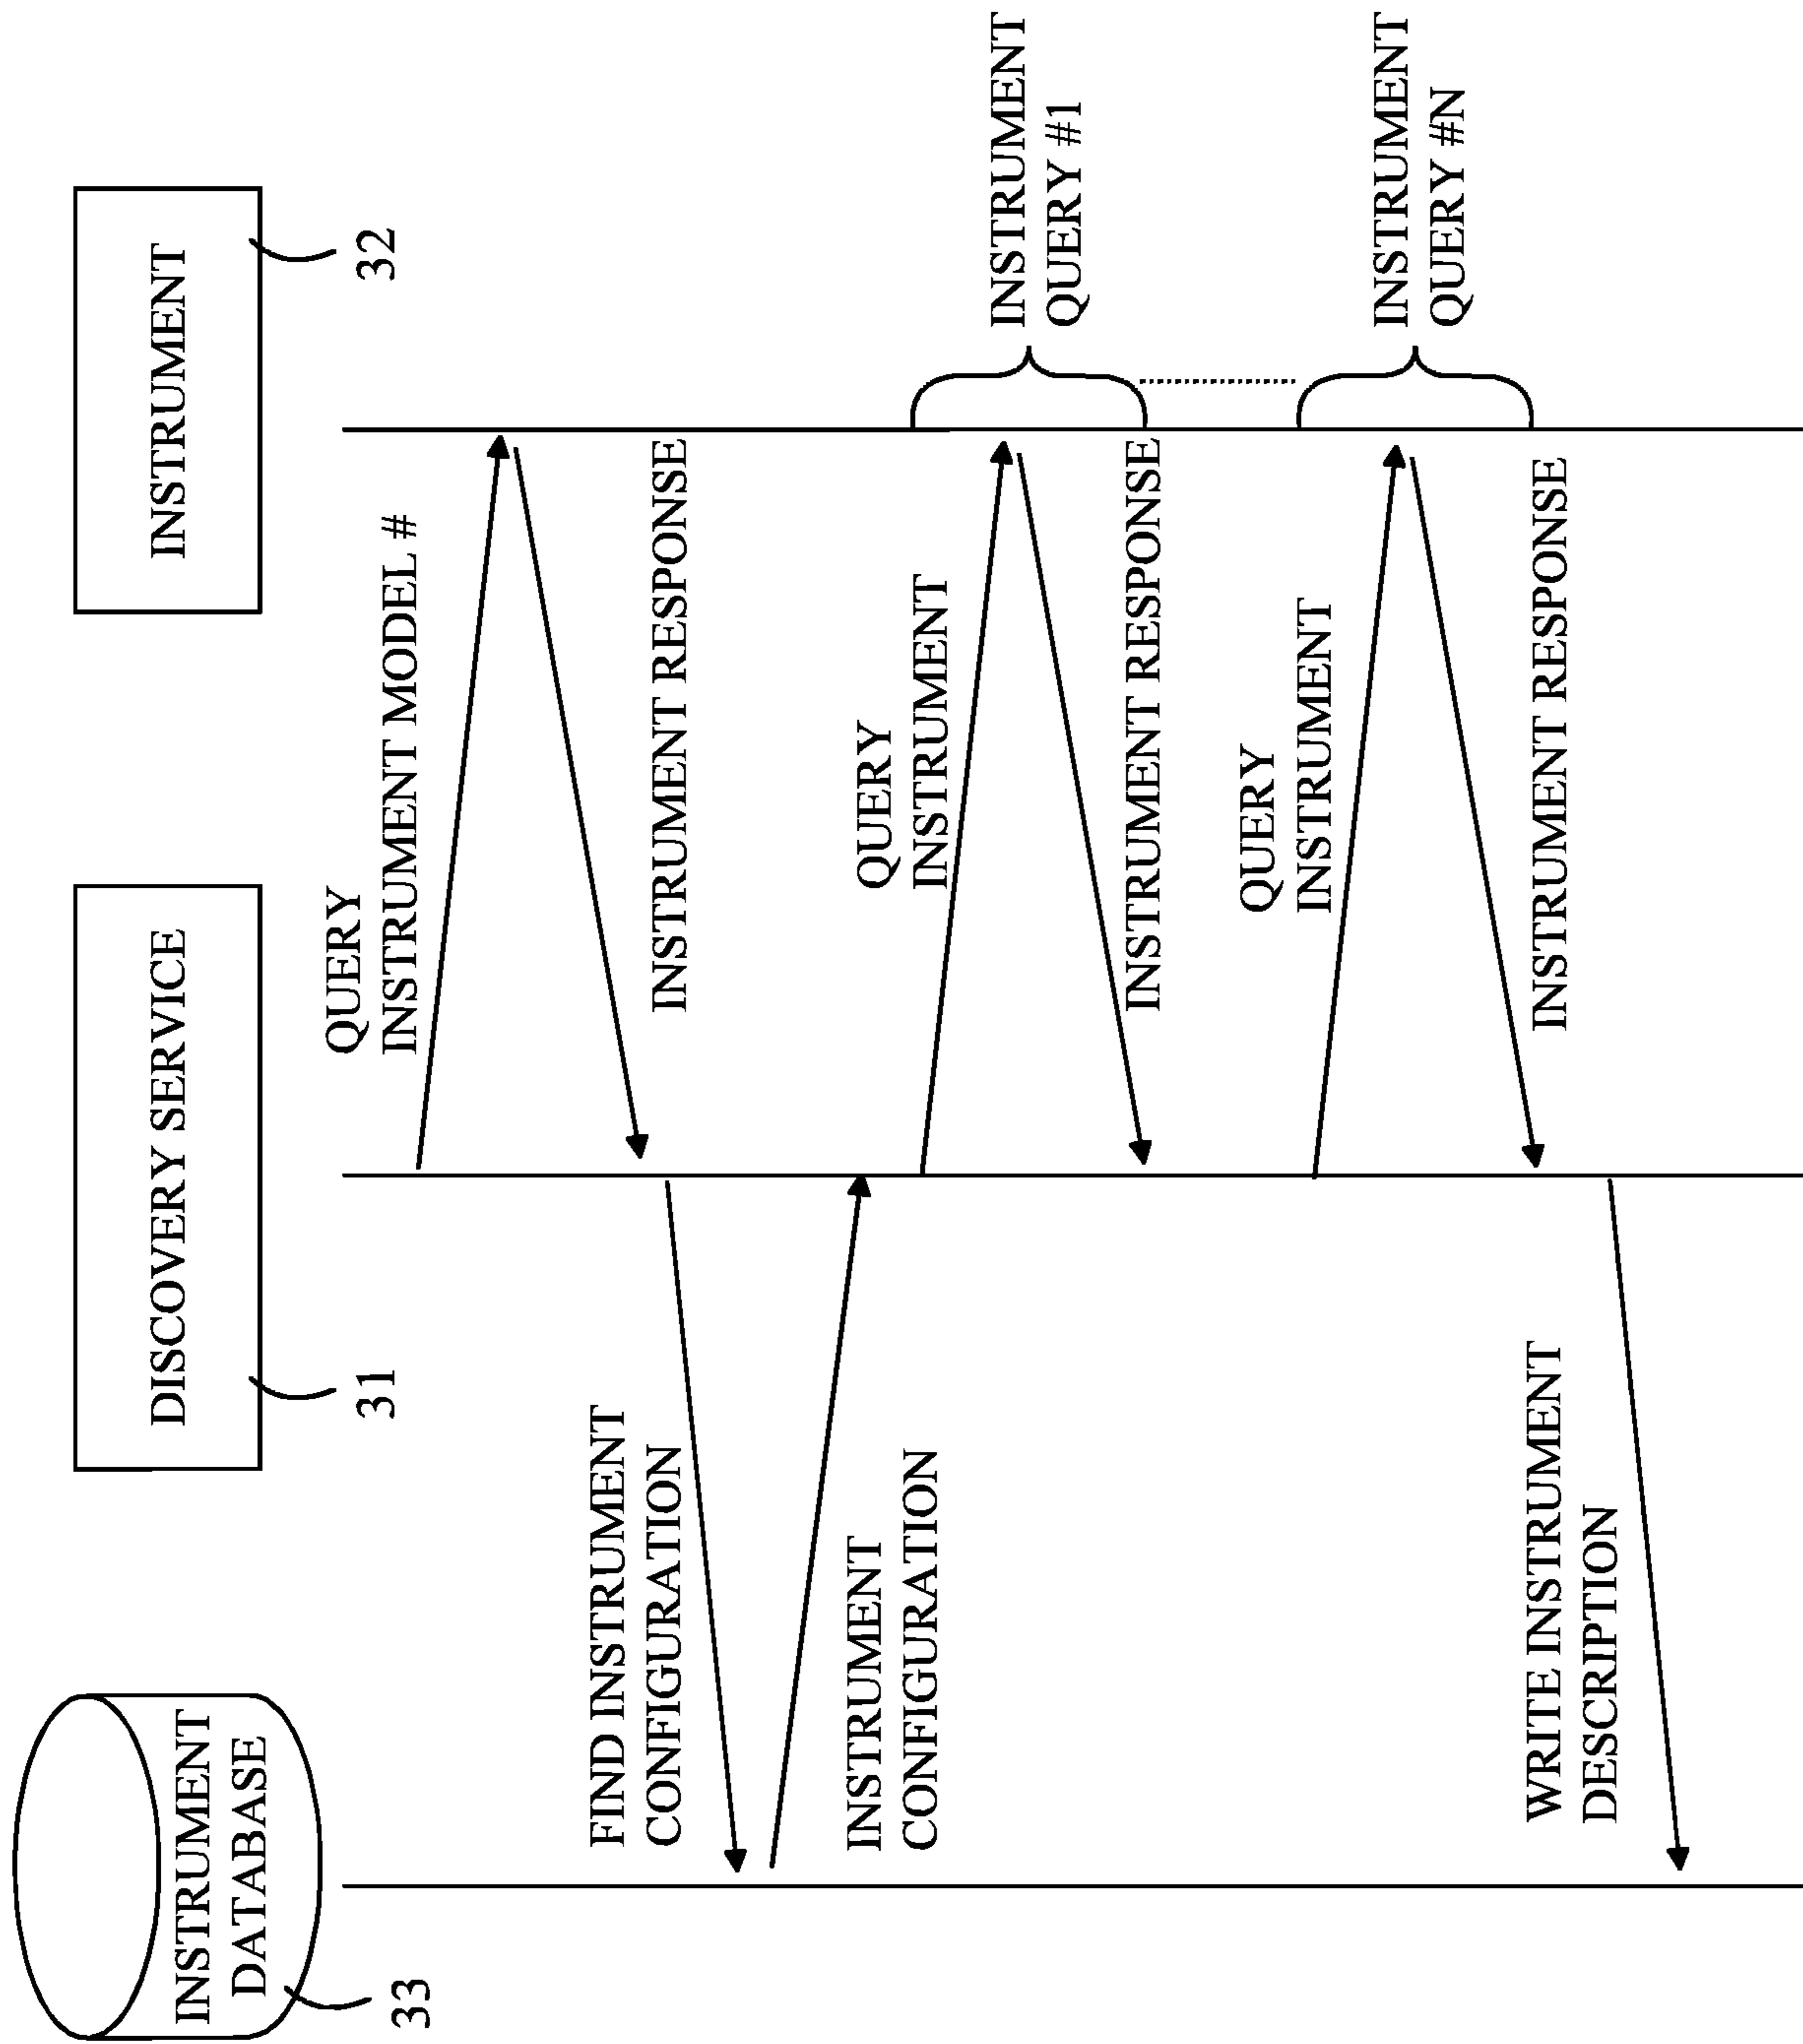 INSTRUMENT
DATABASE
33
DISCOVERY SERVICE
31
INSTRUMENT
32
QUERY
INSTRUMENT MODEL #
INSTRUMENT RESPONSE
FIND INSTRUMENT
CONFIGURATION
INSTRUMENT
CONFIGURATION
QUERY
INSTRUMENT
INSTRUMENT RESPONSE
INSTRUMENT
QUERY #1
QUERY
INSTRUMENT
INSTRUMENT RESPONSE
INSTRUMENT
QUERY #N
WRITE INSTRUMENT
DESCRIPTION